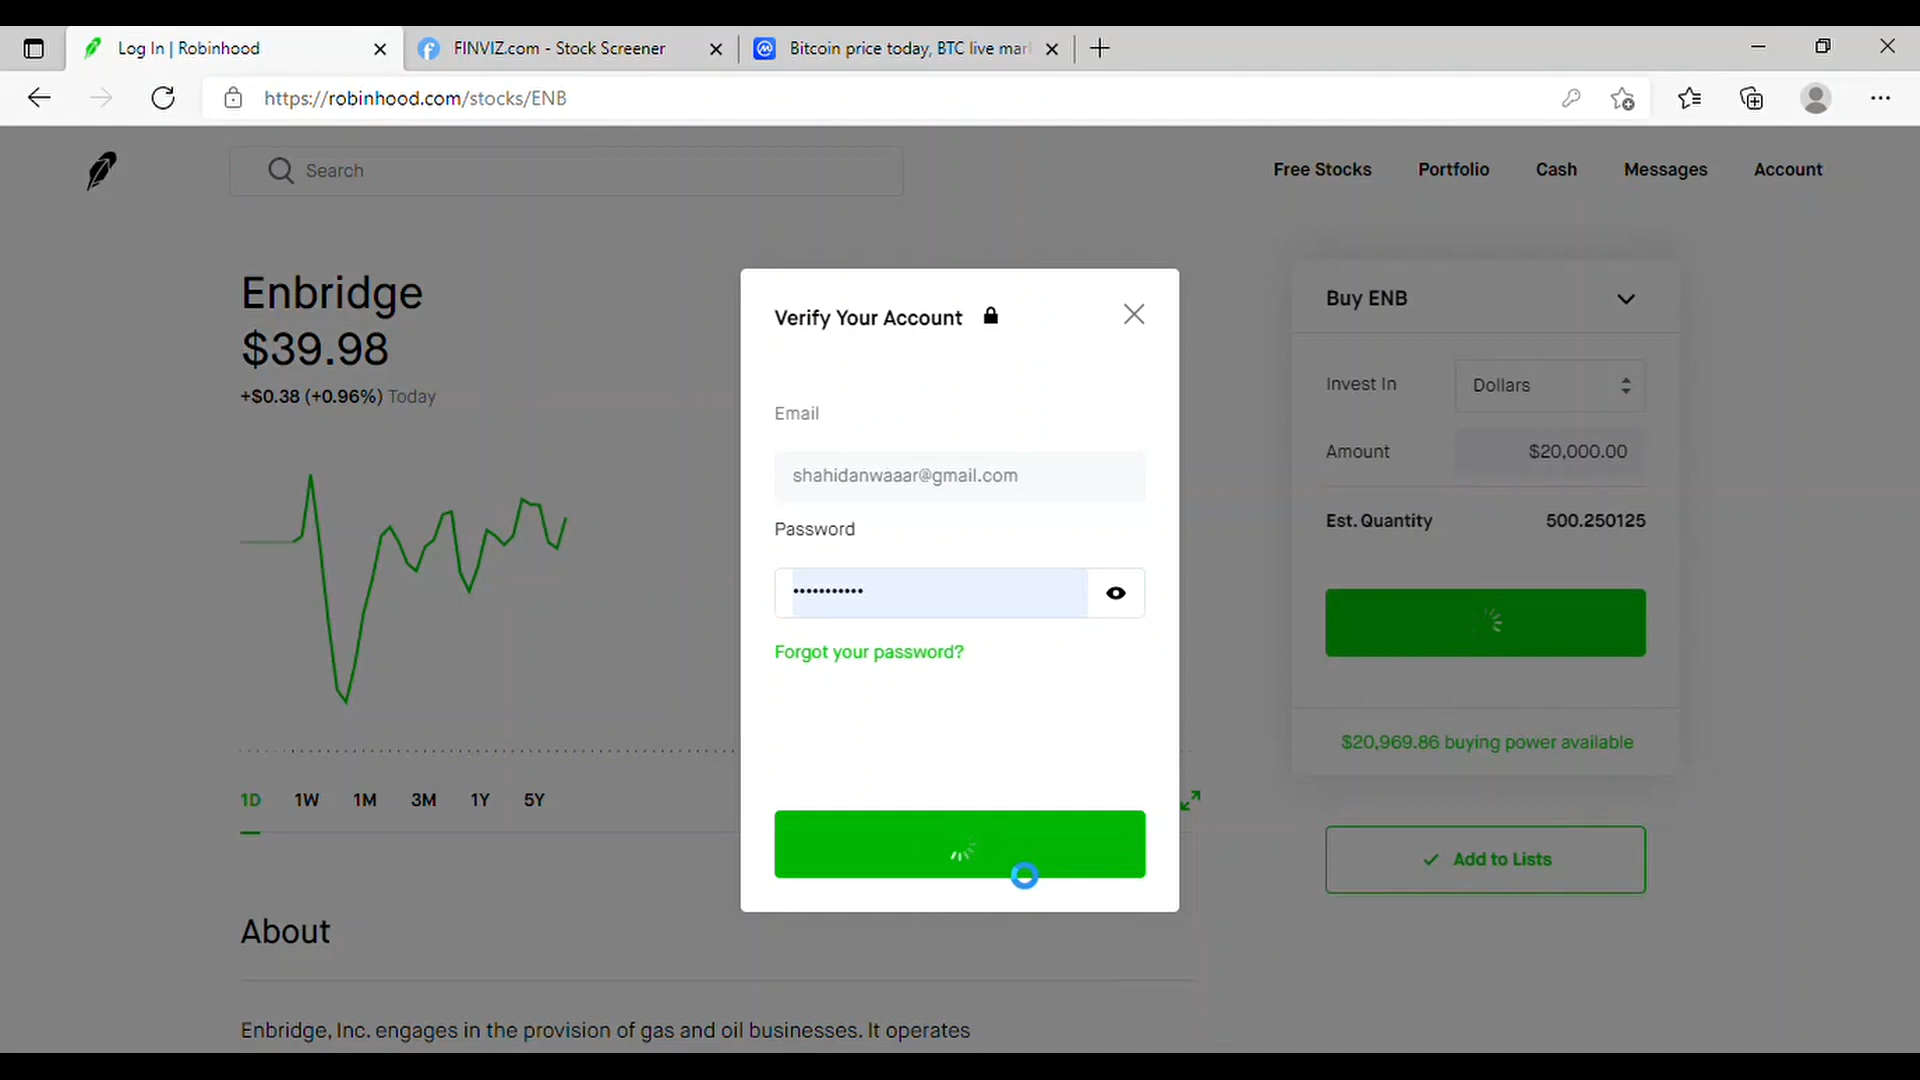 Log In | Robinhood
FINVIZ.com - Stock Screener
Bitcoin price today, BTC live mar
https://robinhood.com/stocks/ENB
Search
Free Stocks
Portfolio
Cash
Messages
Account
Enbridge
$39.98
+$0.38 (+0.96%) Today
1D
1W
1M
3M
1Y
5Y
About
Enbridge, Inc. engages in the provision of gas and oil businesses. It operates
Verify Your Account
Email
shahidanwaaar@gmail.com
Password
•••••••••••
Forgot your password?
Buy ENB
Invest In
Dollars
Amount
$20,000.00
Est. Quantity
500.250125
$20,969.86 buying power available
Add to Lists